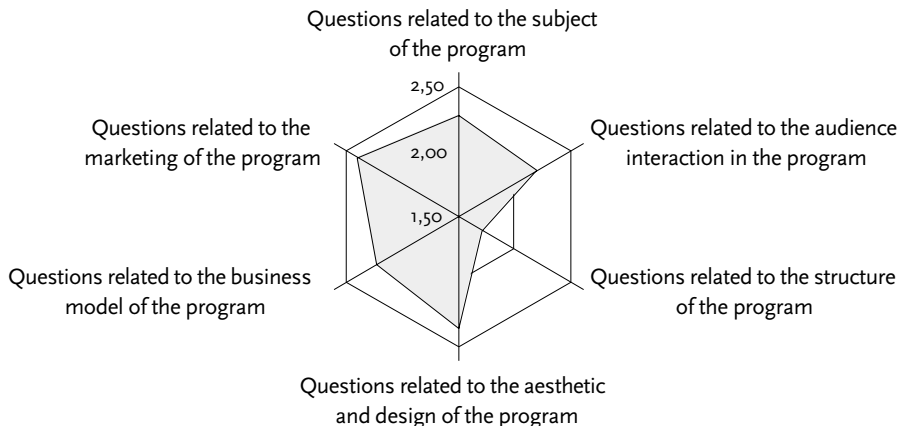 Questions related to the subject
of the program
2,50
Questions related to the
marketing of the program
Questions related to the audience
interaction in the program
2,00
1,50
Questions related to the business
model of the program
Questions related to the structure
of the program
Questions related to the aesthetic
and design of the program